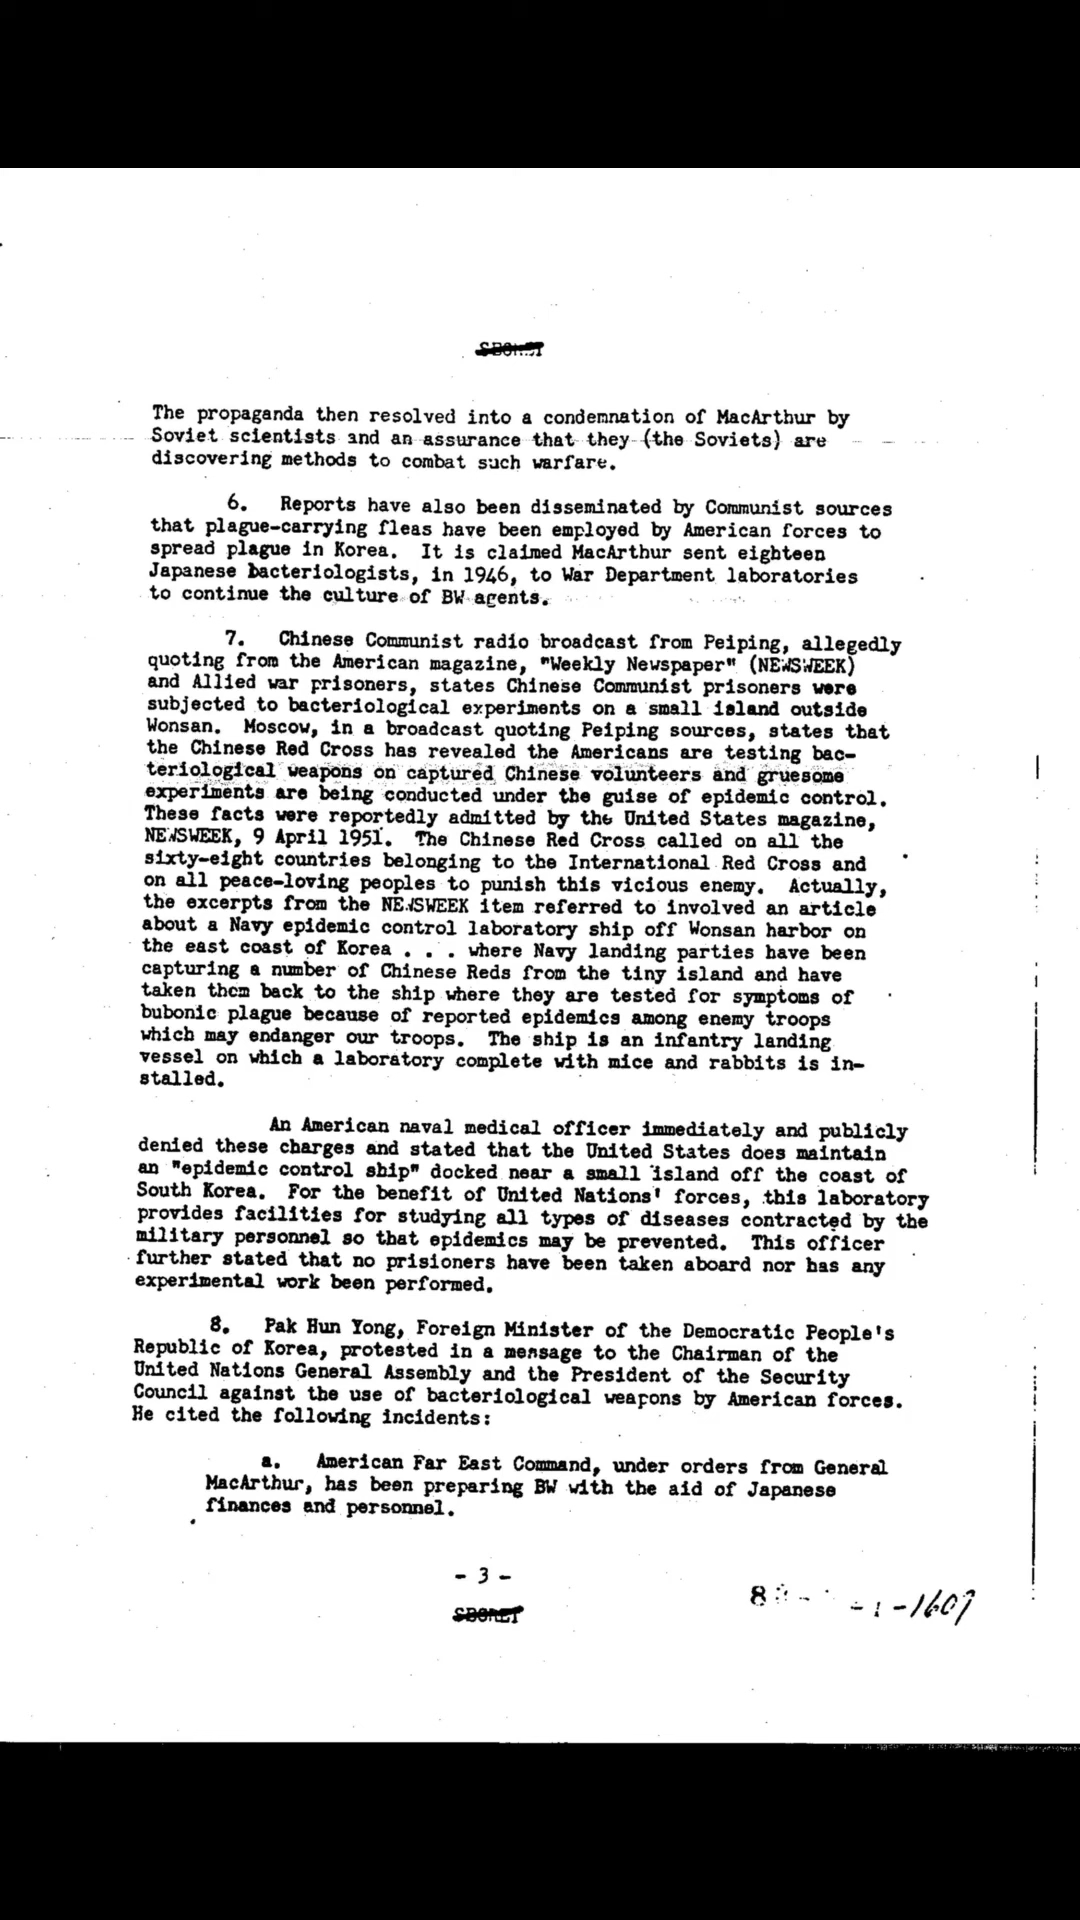 SECRET
The propaganda then resolved into a condemnation of MacArthur by
Soviet scientists and an assurance that they (the Soviets) are
discovering methods to combat such warfare.
6. Reports have also been disseminated by Communist sources
that plague-carrying fleas have been employed by American forces to
spread plague in Korea. It is claimed MacArthur sent eighteen
Japanese bacteriologists, in 1946, to War Department laboratories
to continue the culture of BW agents.
7. Chinese Communist radio broadcast from Peiping, allegedly
quoting from the American magazine, "Weekly Newspaper" (NEWSWEEK)
and Allied war prisoners, states Chinese Communist prisoners were
subjected to bacteriological experiments on a small island outside
Wonsan. Moscow, in a broadcast quoting Peiping sources, states that
the Chinese Red Cross has revealed the Americans are testing bac-
teriological weapons on captured Chinese volunteers and gruesome
experiments are being conducted under the guise of epidemic control.
These facts were reportedly admitted by the United States magazine,
NEWSWEEK, 9 April 1951. The Chinese Red Cross called on all the
sixty-eight countries belonging to the International Red Cross and
on all peace-loving peoples to punish this vicious enemy. Actually,
the excerpts from the NEWSWEEK item referred to involved an article
about a Navy epidemic control laboratory ship off Wonsan harbor on
the east coast of Korea . . . where Navy landing parties have been
capturing a number of Chinese Reds from the tiny island and have
taken them back to the ship where they are tested for symptoms of
bubonic plague because of reported epidemics among enemy troops
which may endanger our troops. The ship is an infantry landing
vessel on which a laboratory complete with mice and rabbits is in-
stalled.
An American naval medical officer immediately and publicly
denied these charges and stated that the United States does maintain
an "epidemic control ship" docked near a small island off the coast of
South Korea. For the benefit of United Nations' forces, this laboratory
provides facilities for studying all types of diseases contracted by the
military personnel so that epidemics may be prevented. This officer
further stated that no prisioners have been taken aboard nor has any
experimental work been performed.
8. Pak Hun Yong, Foreign Minister of the Democratic People's
Republic of Korea, protested in a message to the Chairman of the
United Nations General Assembly and the President of the Security
Council against the use of bacteriological weapons by American forces.
He cited the following incidents:
a. American Far East Command, under orders from General
MacArthur, has been preparing BW with the aid of Japanese
finances and personnel.
- 3 -
SECRET
-1607